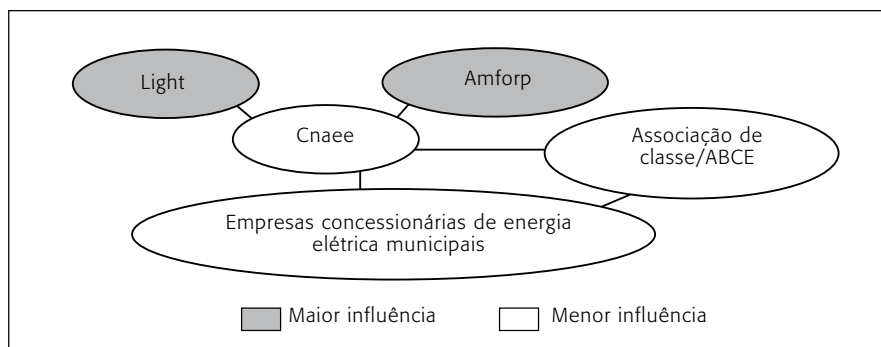 Light
Amforp
Cnaee
Associação de
classe/ABCE
Empresas concessionárias de energia
elétrica municipais
Maior influência
Menor influência